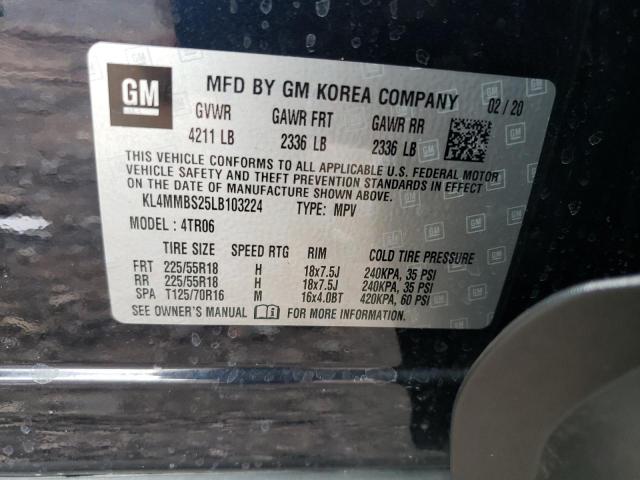 GM
MFD BY GM KOREA COMPANY 02 / 20
GVWR GAWR FRT GAWR RR
4211 LB 2336 LB 2336 LB
THIS VEHICLE CONFORMS TO ALL APPLICABLE U.S. FEDERAL MOTOR
VEHICLE SAFETY AND THEFT PREVENTION STANDARDS IN EFFECT
ON THE DATE OF MANUFACTURE SHOWN ABOVE.
KL4MMBS25LB103224 TYPE: MPV
MODEL : 4TR06
TIRE SIZE SPEED RTG RIM COLD TIRE PRESSURE
FRT 225/55R18 H 18x7.5J 240KPA, 35 PSI
RR 225/55R18 H 18x7.5J 240KPA, 35 PSI
SPA T125/70R16 M 16x4.0BT 420KPA, 60 PSI
SEE OWNER'S MANUAL FOR MORE INFORMATION.